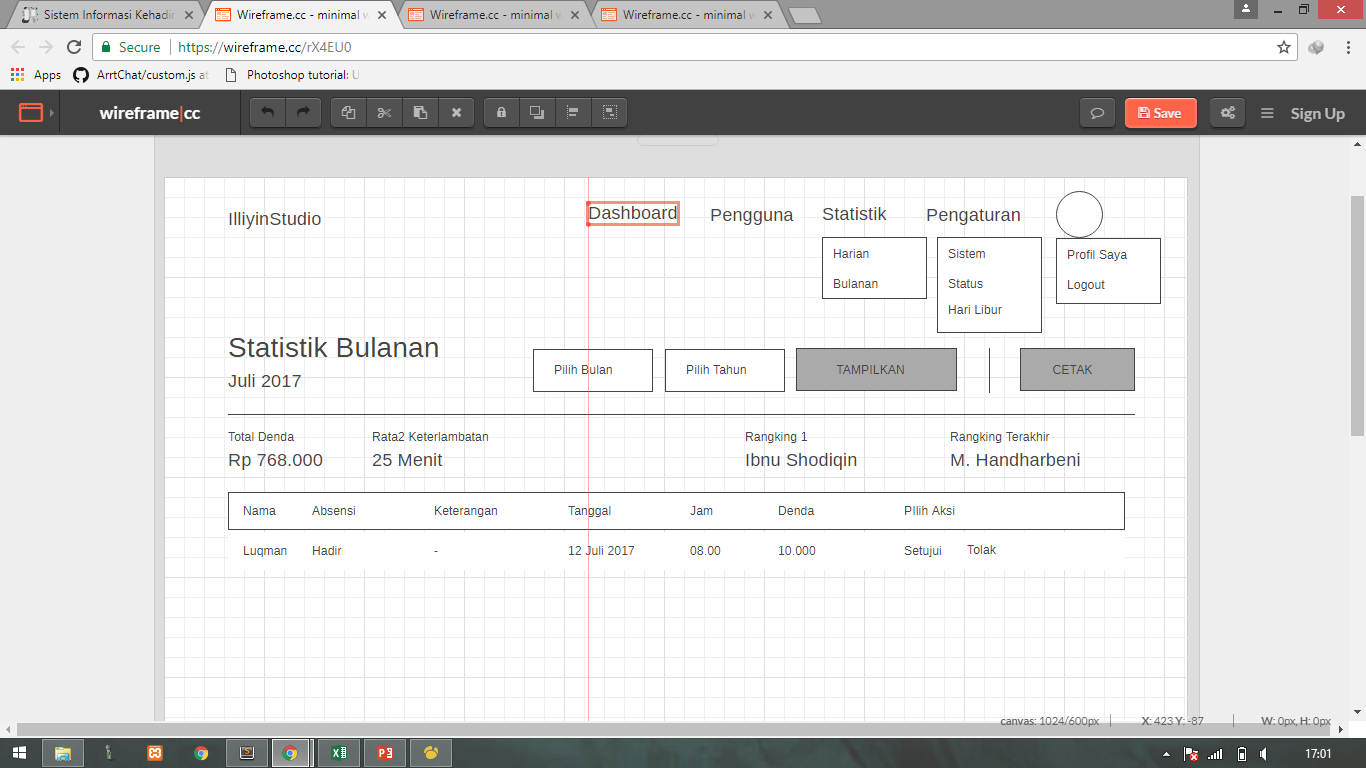 Sistem Informasi Kehadir
Wireframe.cc - minimal w
Wireframe.cc - minimal w
Wireframe.cc - minimal w
Secure https://wireframe.cc/rX4EU0
Apps ArrtChat/custom.js at Photoshop tutorial: U
wireframe|cc Save Sign Up
IlliyinStudio Dashboard Pengguna Statistik Pengaturan
Harian Sistem Profil Saya
Bulanan Status Logout
Hari Libur
Statistik Bulanan
Juli 2017
Pilih Bulan Pilih Tahun TAMPILKAN CETAK
Total Denda Rata2 Keterlambatan Rangking 1 Rangking Terakhir
Rp 768.000 25 Menit Ibnu Shodiqin M. Handharbeni
Nama Absensi Keterangan Tanggal Jam Denda PIlih Aksi
Luqman Hadir - 12 Juli 2017 08.00 10.000 Setujui Tolak
canvas: 1024/600px X: 423 Y: -87 W: 0px, H: 0px
17:01